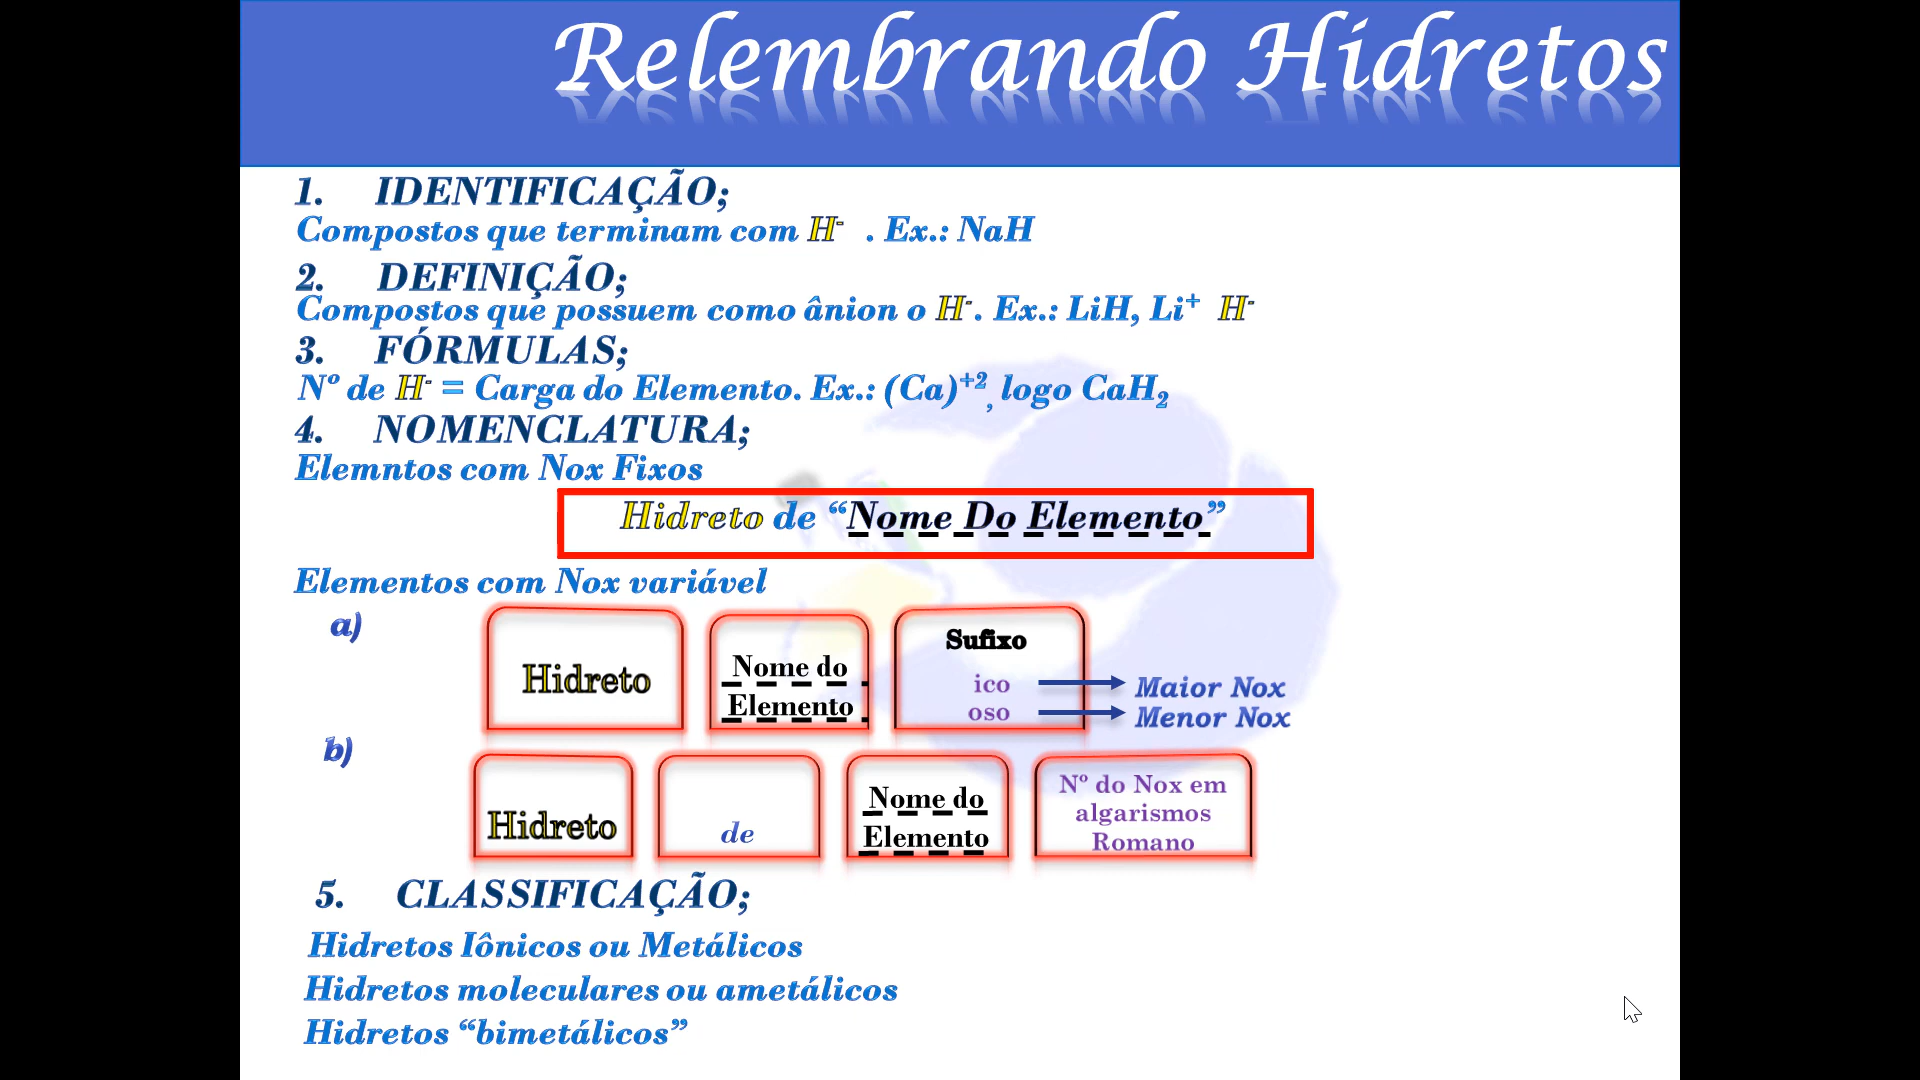 Relembrando Hidretos
1. IDENTIFICAÇÃO;
Compostos que terminam com H⁻ . Ex.: NaH
2. DEFINIÇÃO;
Compostos que possuem como ânion o H⁻. Ex.: LiH, Li⁺ H⁻
3. FÓRMULAS;
Nº de H⁻ = Carga do Elemento. Ex.: (Ca)⁺², logo CaH₂
4. NOMENCLATURA;
Elemntos com Nox Fixos
Hidreto de “Nome Do Elemento”
Elementos com Nox variável
a)
Hidreto
Nome do
Elemento
Sufixo
ico
Maior Nox
oso
Menor Nox
b)
Hidreto
de
Nome do
Elemento
Nº do Nox em
algarismos
Romano
5. CLASSIFICAÇÃO;
Hidretos Iônicos ou Metálicos
Hidretos moleculares ou ametálicos
Hidretos “bimetálicos”